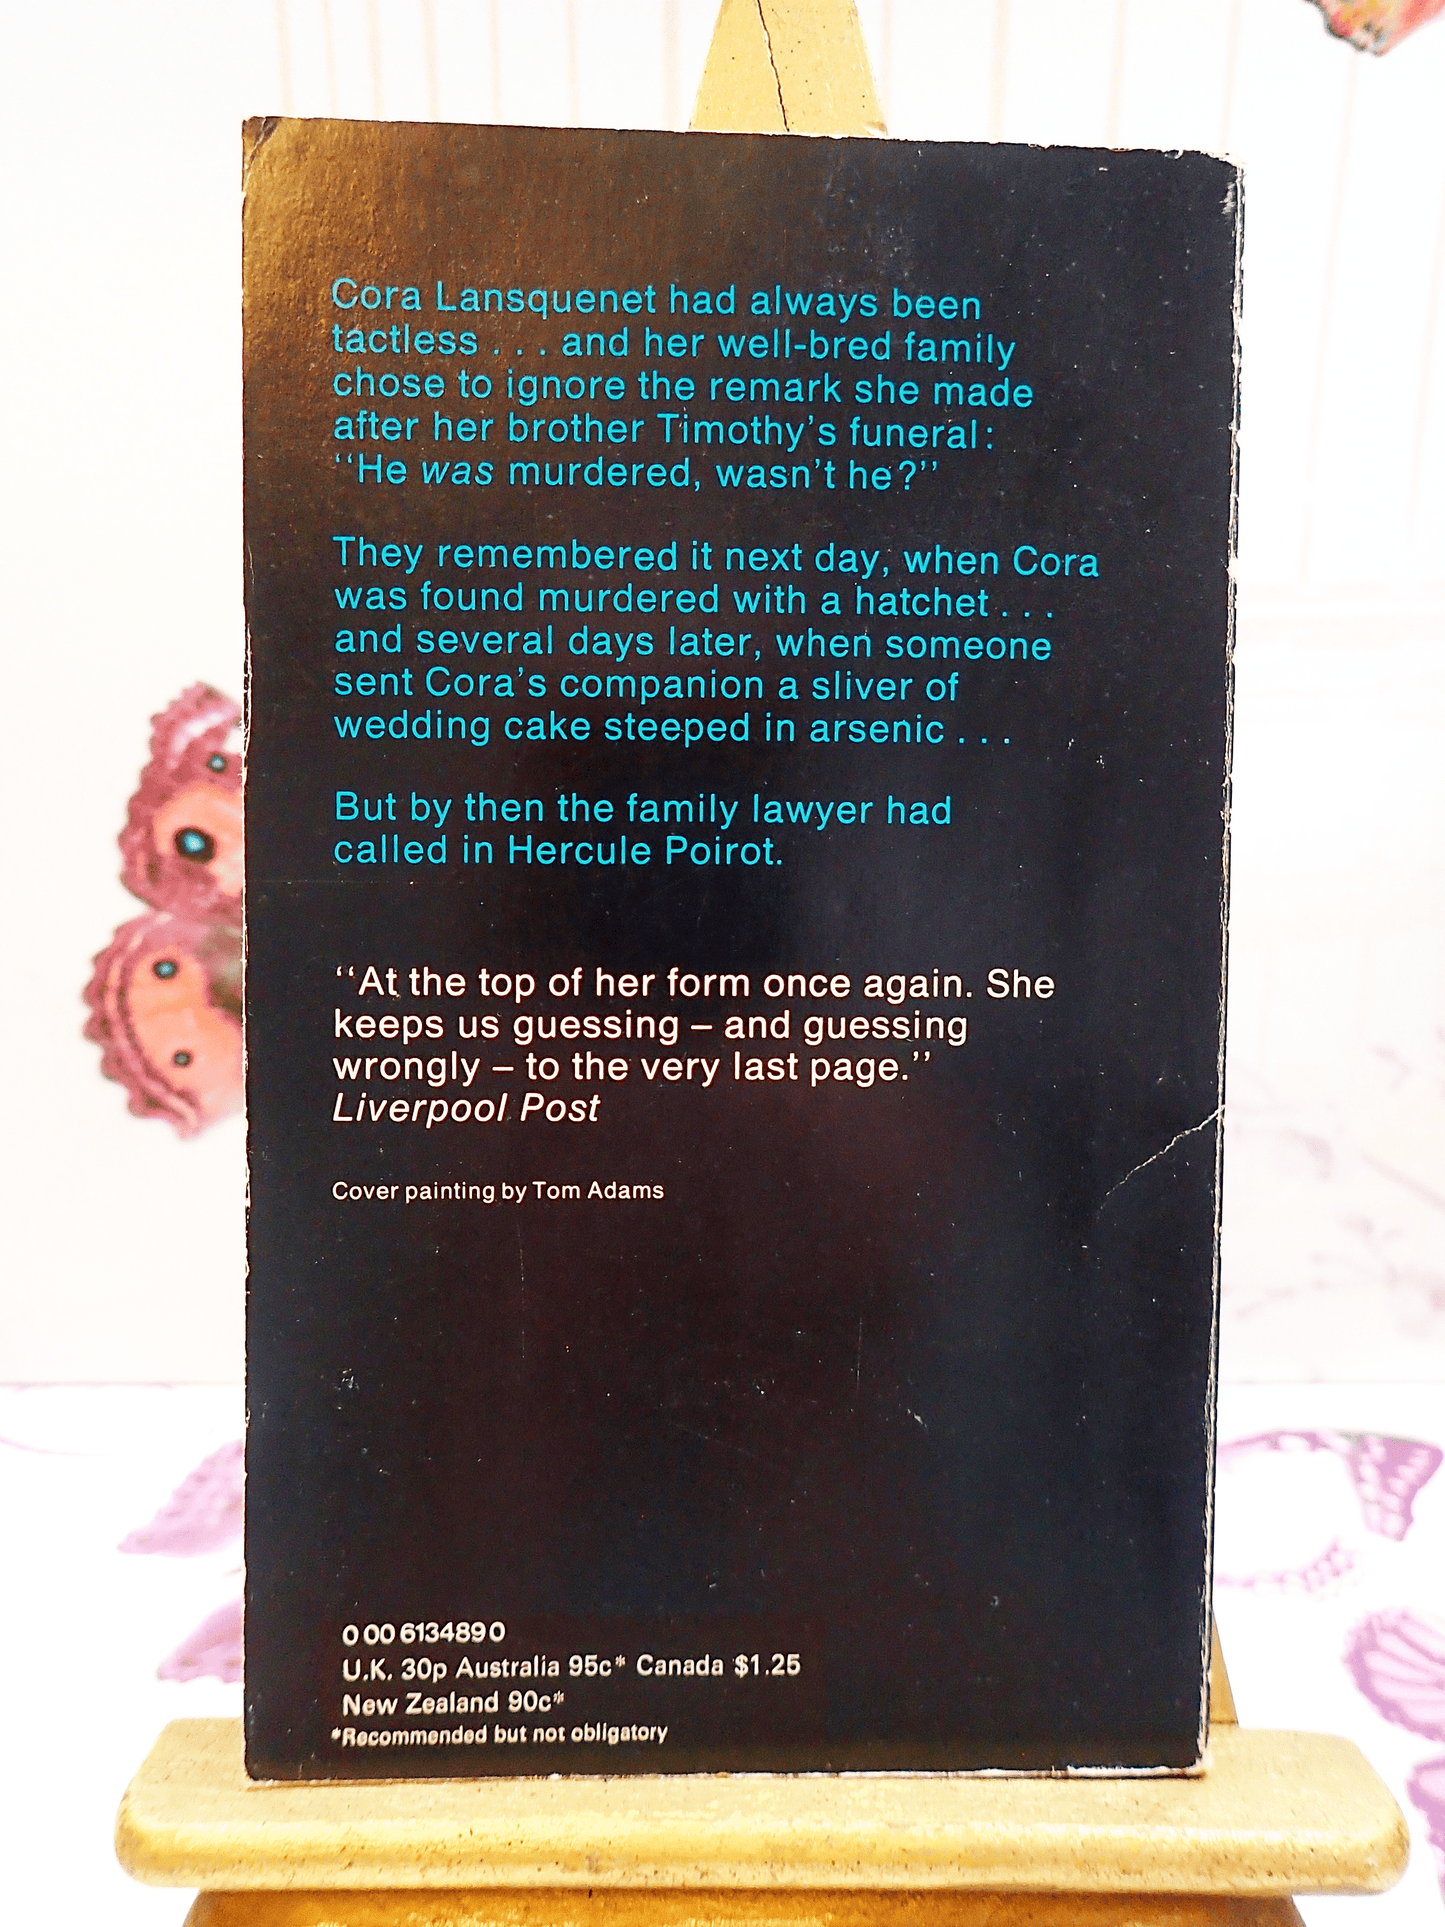 Cora Lansquenet had always been
tactless . . . and her well-bred family
chose to ignore the remark she made
after her brother Timothy's funeral:
"He was murdered, wasn't he?"
They remembered it next day, when Cora
was found murdered with a hatchet . . .
and several days later, when someone
sent Cora's companion a sliver of
wedding cake steeped in arsenic . . .
But by then the family lawyer had
called in Hercule Poirot.
"At the top of her form once again. She
keeps us guessing – and guessing
wrongly – to the very last page."
Liverpool Post
Cover painting by Tom Adams
0 00 613489 0
U.K. 30p Australia 95c* Canada $1.25
New Zealand 90c*
*Recommended but not obligatory